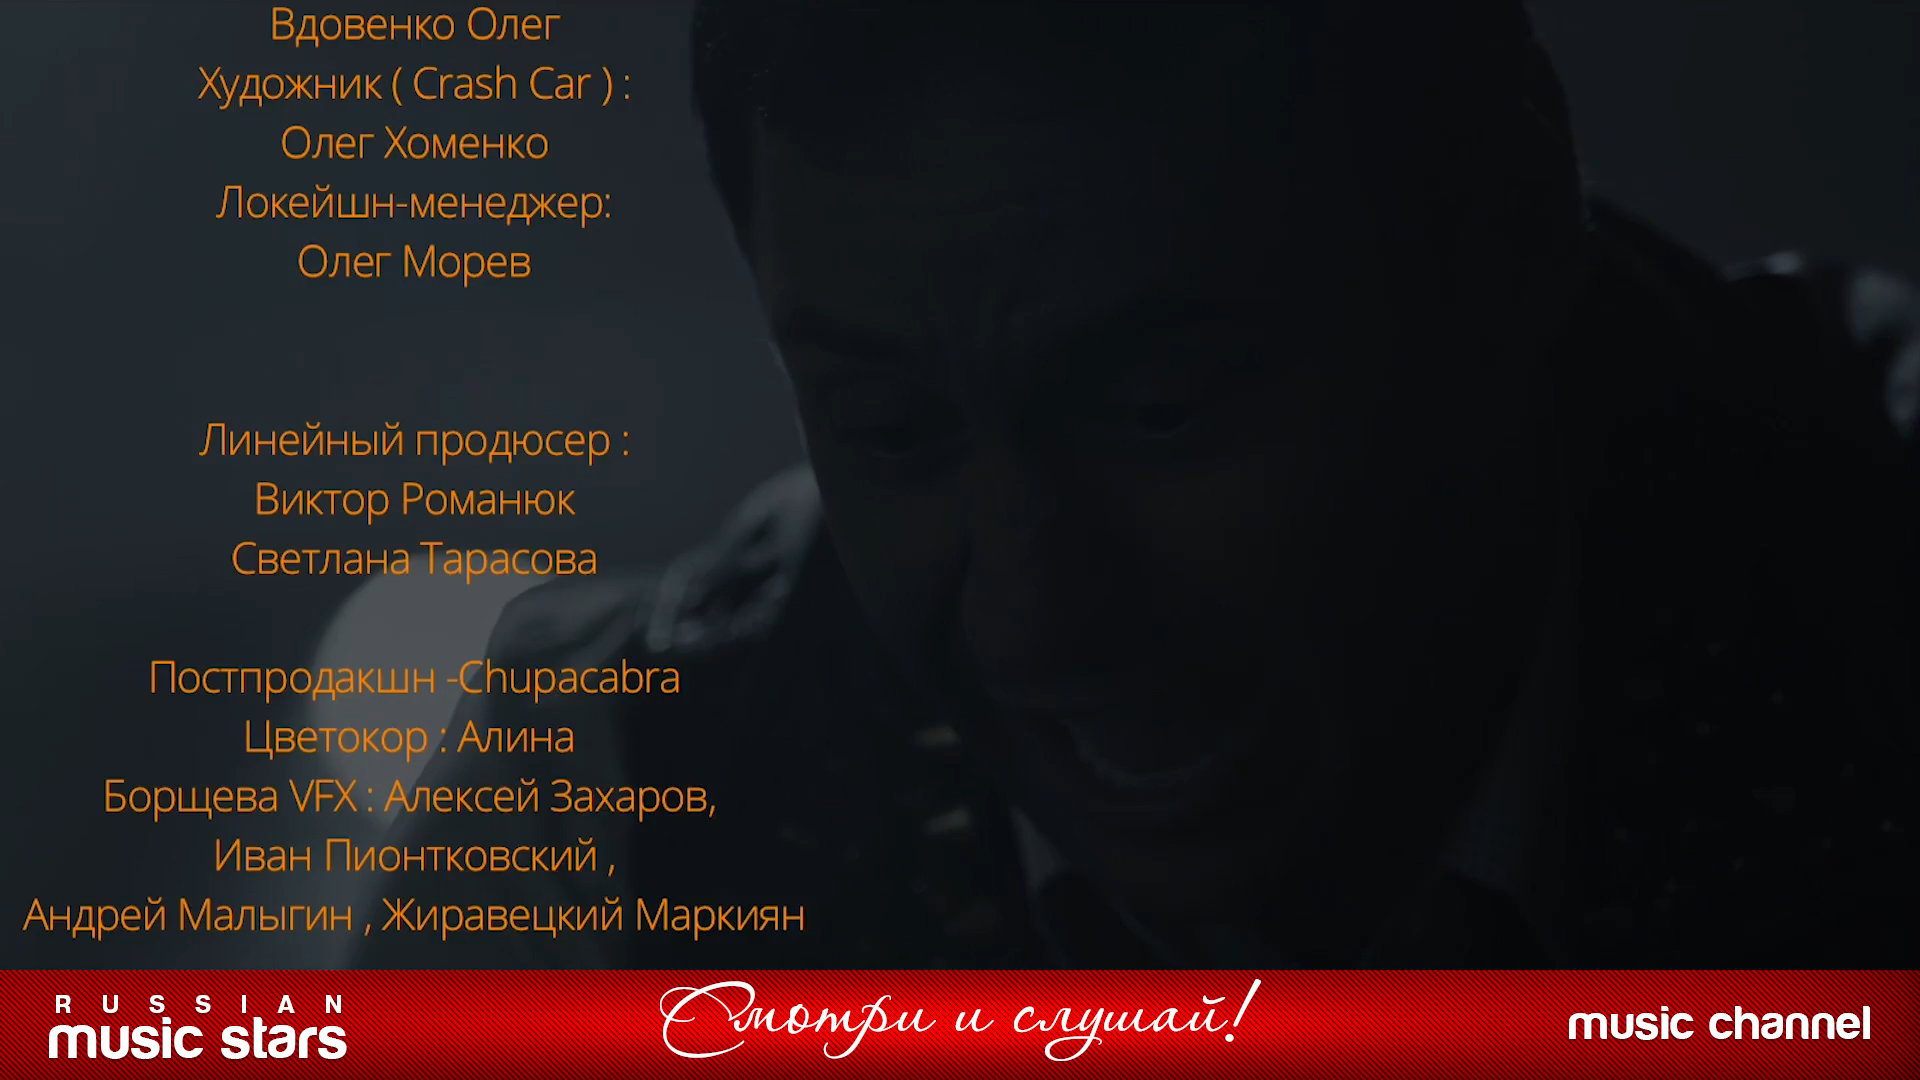 Вдовенко Олег
Художник ( Crash Car ) :
Олег Хоменко
Локейшн-менеджер:
Олег Морев
Линейный продюсер :
Виктор Романюк
Светлана Тарасова
Постпродакшн -Chupacabra
Цветокор : Алина
Борщева VFX : Алексей Захаров,
Иван Пионтковский ,
Андрей Малыгин , Жиравецкий Маркиян
RUSSIAN
music stars
Смотри и слушай!
music channel